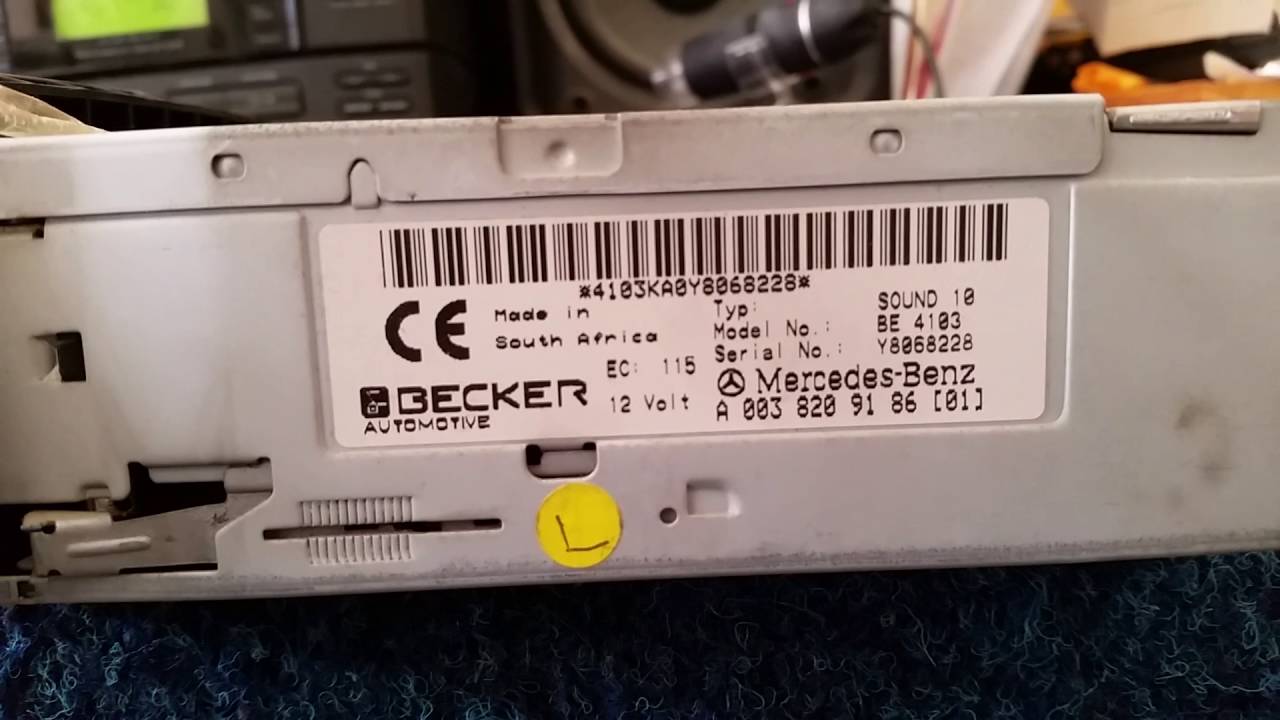 *4103KA0Y8068228*
CE
Made in
South Africa
EC: 115
12 Volt
BECKER
AUTOMOTIVE
Typ: SOUND 10
Model No.: BE 4103
Serial No.: Y8068228
Mercedes-Benz
A 003 820 91 86 [01]
L